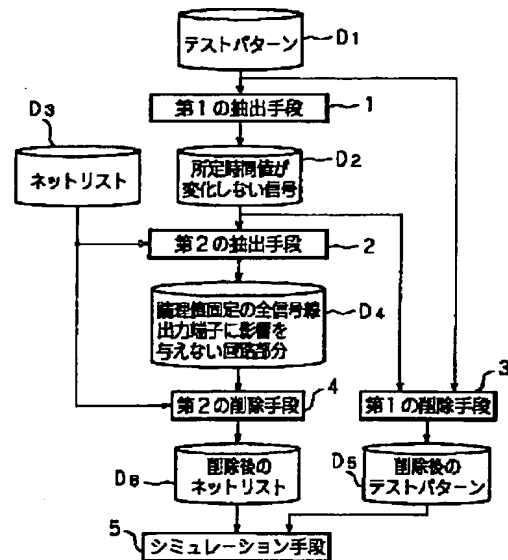 テストパターン
D1
第1の抽出手段
1
D3
ネットリスト
所定時間値が
変化しない信号
D2
第2の抽出手段
2
論理値固定の全信号線
出力端子に影響を
与えない回路部分
D4
第2の削除手段
4
第1の削除手段
3
D6
削除後の
ネットリスト
D5
削除後の
テストパターン
5
シミュレーション手段